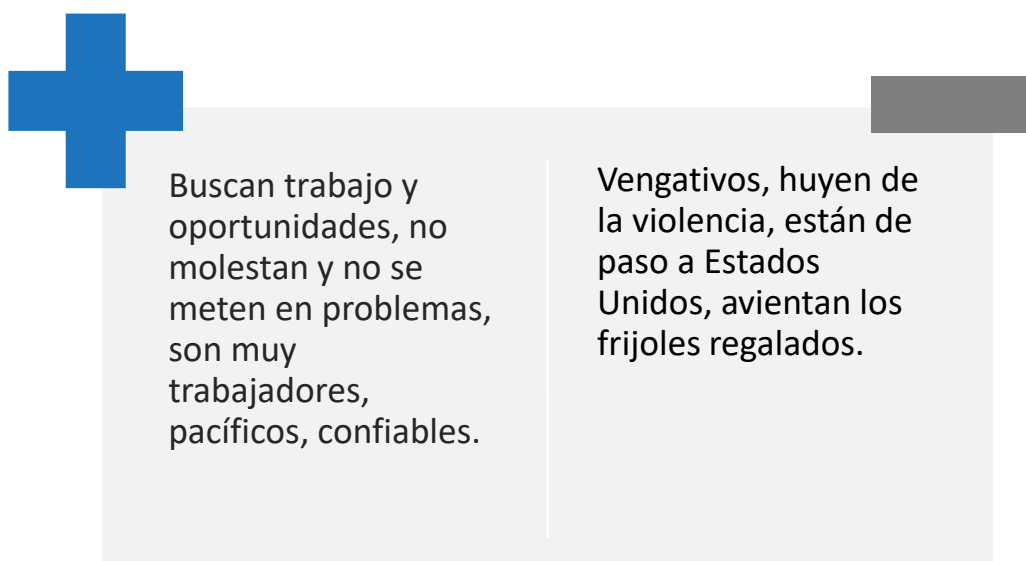 Buscan trabajo y
oportunidades, no
molestan y no se
meten en problemas,
son muy
trabajadores,
pacíficos, confiables.
Vengativos, huyen de
la violencia, están de
paso a Estados
Unidos, avientan los
frijoles regalados.